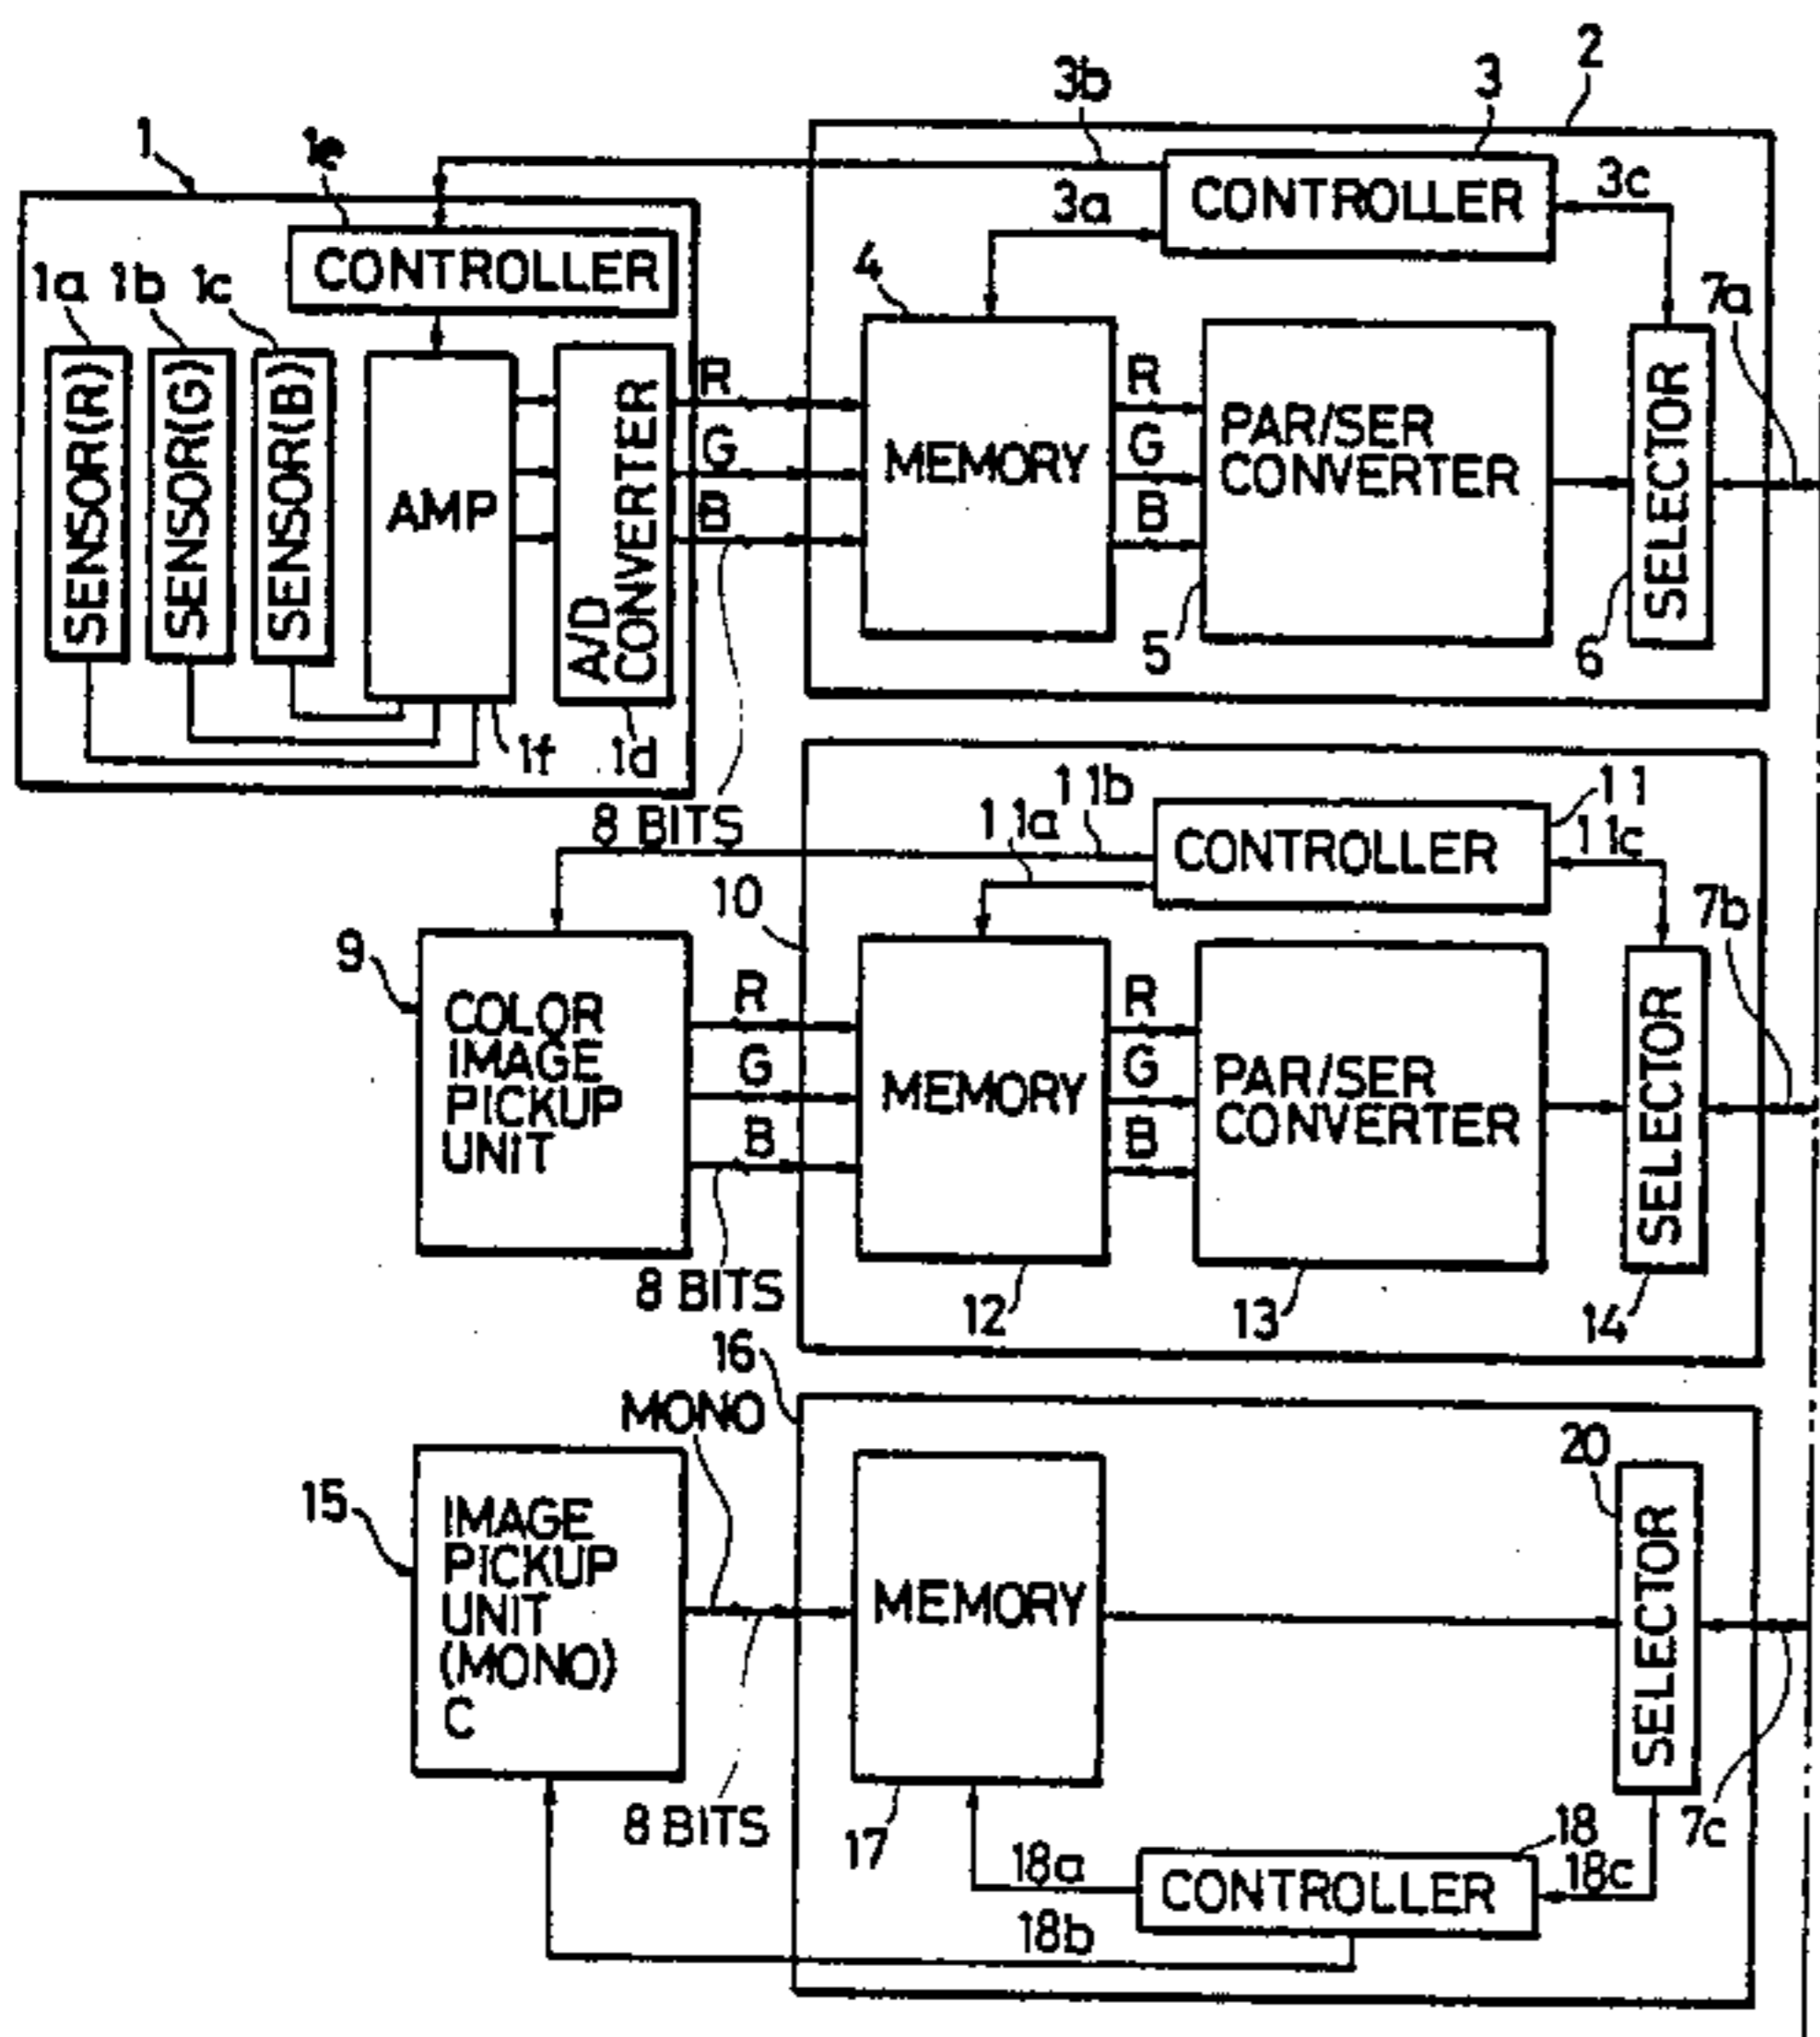 2
3
3b
1
1e
CONTROLLER
3c
3a
CONTROLLER
4
7a
1a
1b
1c
SENSOR(R)
SENSOR(G)
SENSOR(B)
AMP
A/D
CONVERTER
R
G
B
MEMORY
R
G
B
PAR/SER
CONVERTER
SELECTOR
5
6
1f
1d
8 BITS
11b
11a
11
CONTROLLER
11c
10
7b
9
COLOR
IMAGE
PICKUP
UNIT
R
G
B
MEMORY
R
G
B
PAR/SER
CONVERTER
SELECTOR
8 BITS
12
13
14
16
MONO
20
15
IMAGE
PICKUP
UNIT
(MONO)
C
MEMORY
SELECTOR
8 BITS
17
18
7c
18a
CONTROLLER
18c
18b